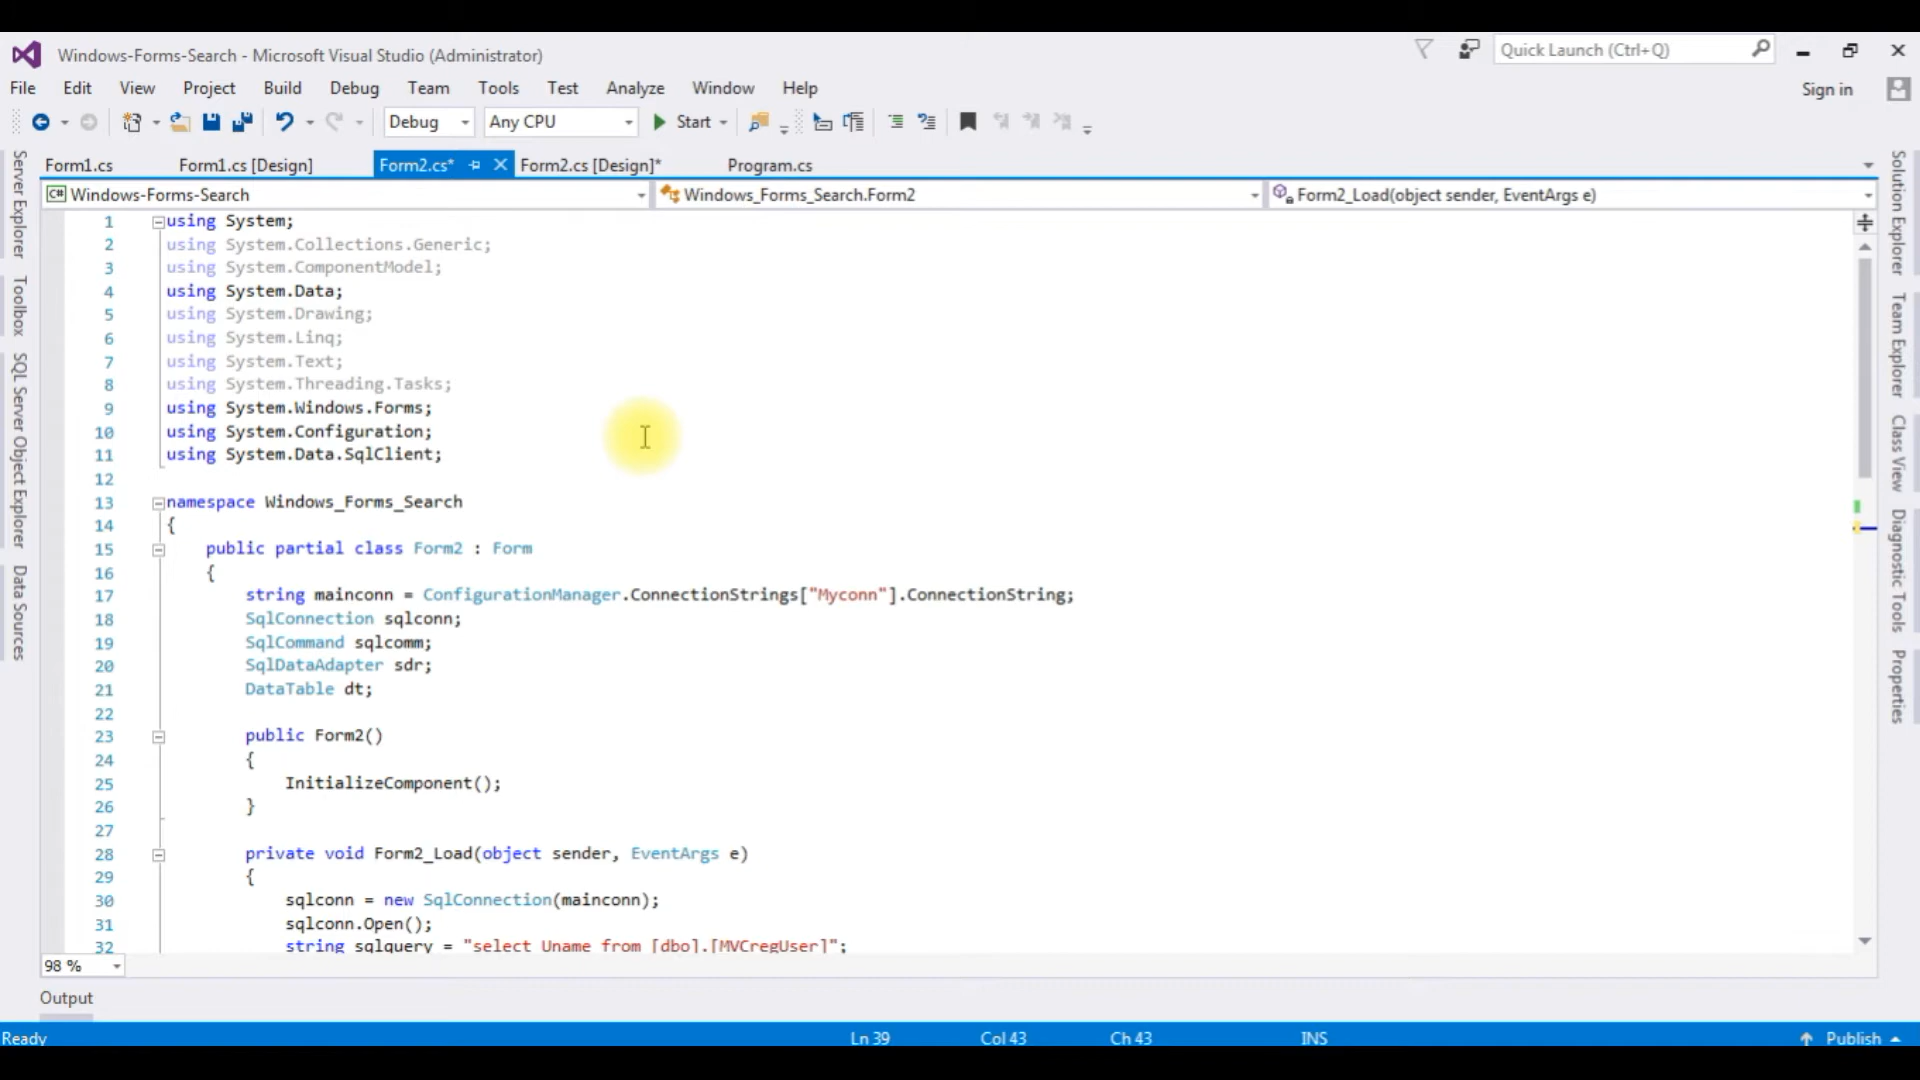 Windows-Forms-Search - Microsoft Visual Studio (Administrator)
Quick Launch (Ctrl+Q)
File Edit View Project Build Debug Team Tools Test Analyze Window Help
Sign in
Debug Any CPU Start
Form1.cs Form1.cs [Design] Form2.cs* Form2.cs [Design]* Program.cs
C# Windows-Forms-Search Windows_Forms_Search.Form2 Form2_Load(object sender, EventArgs e)
1 using System;
2 using System.Collections.Generic;
3 using System.ComponentModel;
4 using System.Data;
5 using System.Drawing;
6 using System.Linq;
7 using System.Text;
8 using System.Threading.Tasks;
9 using System.Windows.Forms;
10 using System.Configuration;
11 using System.Data.SqlClient;
12
13 namespace Windows_Forms_Search
14 {
15 public partial class Form2 : Form
16 {
17 string mainconn = ConfigurationManager.ConnectionStrings["Myconn"].ConnectionString;
18 SqlConnection sqlconn;
19 SqlCommand sqlcomm;
20 SqlDataAdapter sdr;
21 DataTable dt;
22
23 public Form2()
24 {
25 InitializeComponent();
26 }
27
28 private void Form2_Load(object sender, EventArgs e)
29 {
30 sqlconn = new SqlConnection(mainconn);
31 sqlconn.Open();
32 string sqlquery = "select Uname from [dbo].[MVCregUser]";
98 %
Output
Ready Ln 39 Col 43 Ch 43 INS Publish
Server Explorer
Toolbox
SQL Server Object Explorer
Data Sources
Solution Explorer
Team Explorer
Class View
Diagnostic Tools
Properties